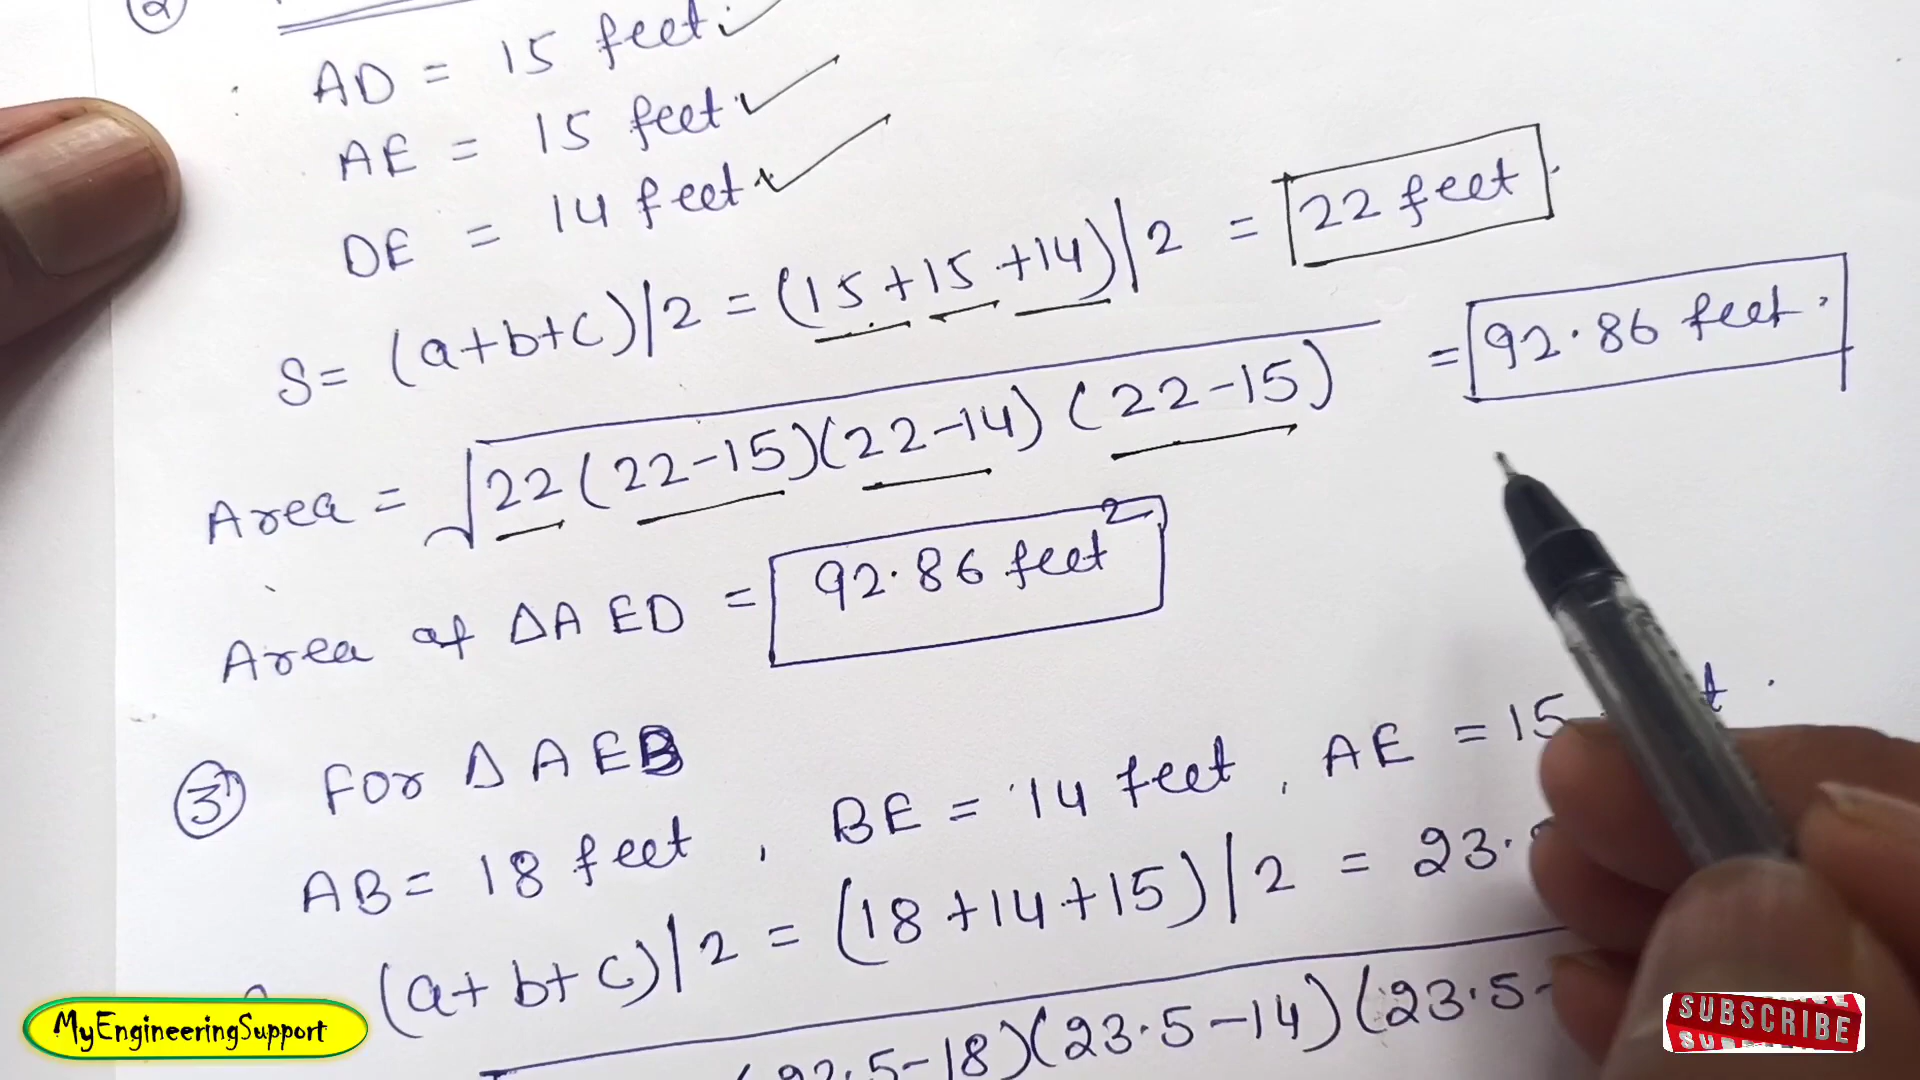 2
AD = 15 feet
AE = 15 feet
DE = 14 feet
S = (a+b+c)/2 = (15+15+14)/2 = 22 feet
Area = √22(22-15)(22-14)(22-15) = 92.86 feet.
Area of ΔAED = 92.86 feet²
③ For ΔAEB
AB = 18 feet, BE = 14 feet, AE = 15
(a+b+c)/2 = (18+14+15)/2 = 23.
-18)(23.5-14)(23.5-
MyEngineeringSupport
SUBSCRIBE